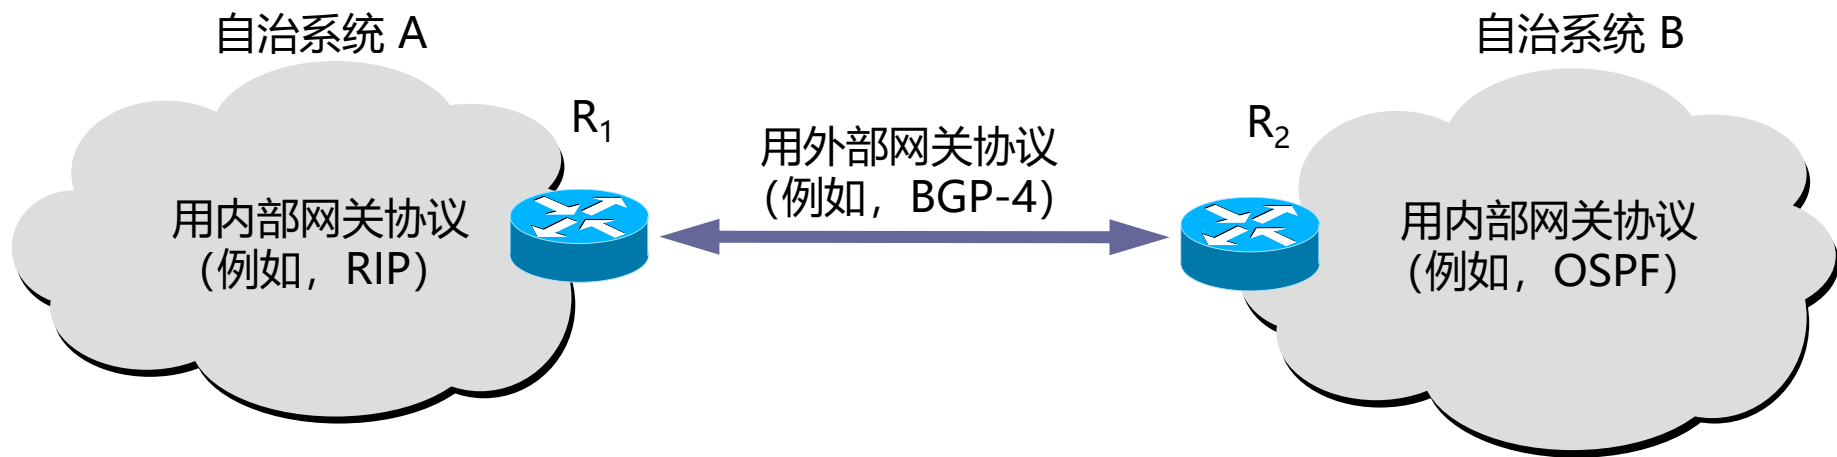 自治系统 A
自治系统 B
R₁
R₂
用外部网关协议
（例如，BGP-4）
用内部网关协议
（例如，RIP）
用内部网关协议
（例如，OSPF）